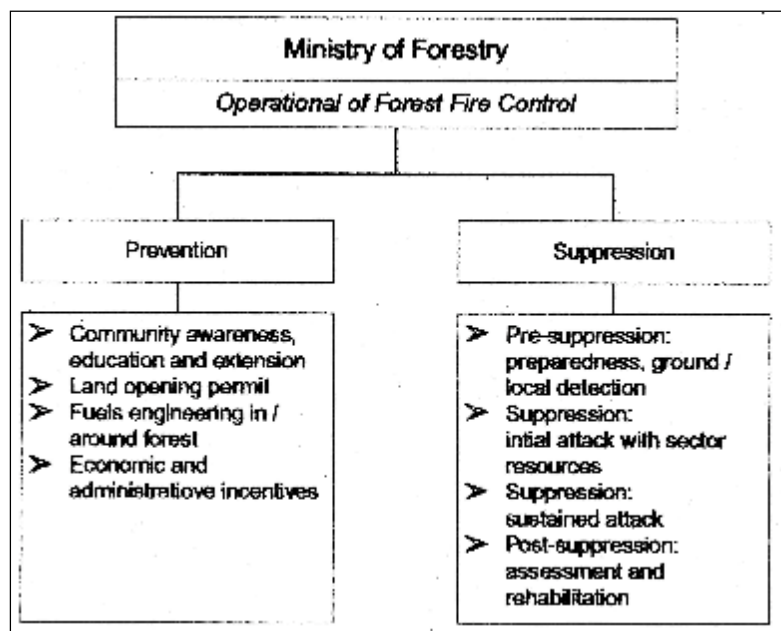 Ministry of Forestry
Operational of Forest Fire Control
Prevention
➢ Community awareness,
education and extension
➢ Land opening permit
➢ Fuels engineering in /
around forest
➢ Economic and
administratiove incentives
Suppression
➢ Pre-suppression:
preparedness, ground /
local detection
➢ Suppression:
intial attack with sector
resources
➢ Suppression:
sustained attack
➢ Post-suppression:
assessment and
rehabilitation